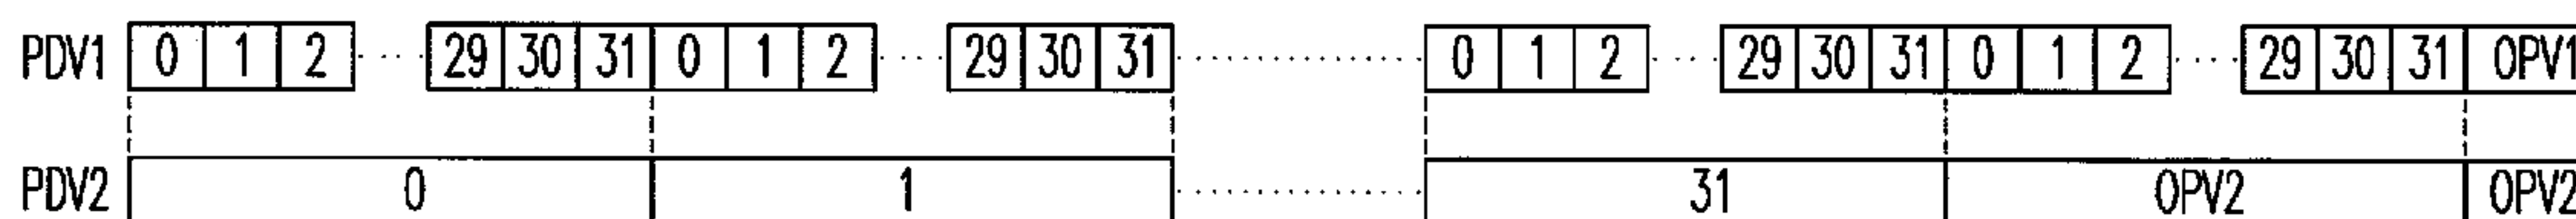 PDV1 0 1 2 29 30 31 0 1 2 29 30 31 0 1 2 29 30 31 0 1 2 29 30 31 OPV1
PDV2 0 1 31 OPV2 OPV2